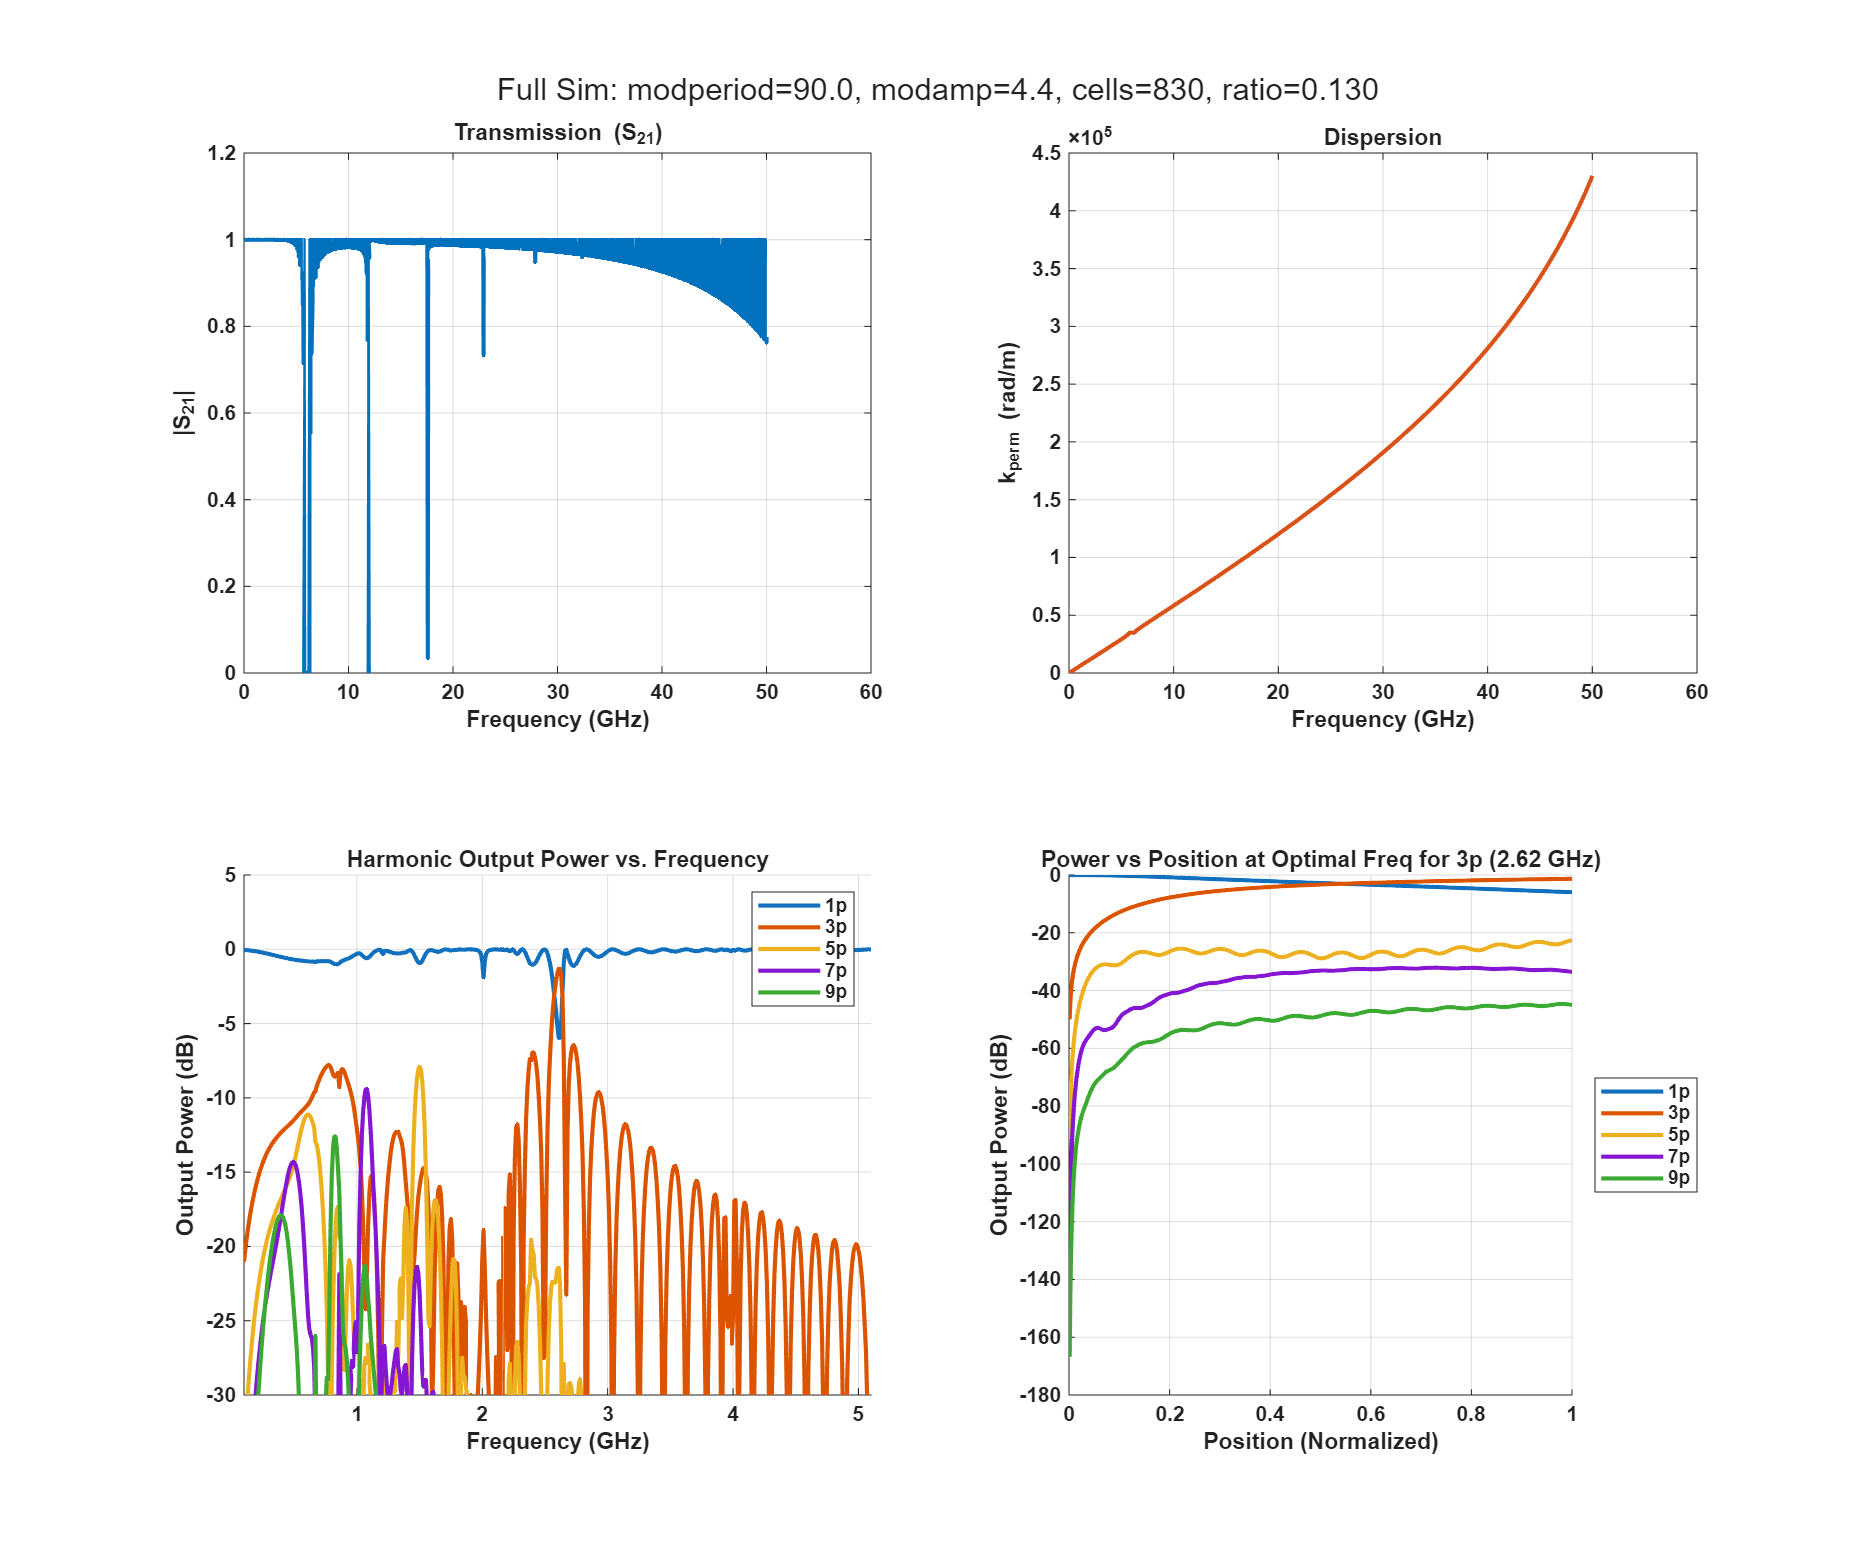 Full Sim: modperiod=90.0, modamp=4.4, cells=830, ratio=0.130
Transmission (S21)
1.2
1
0.8
0.6
0.4
0.2
0
|S21|
0 10 20 30 40 50 60
Frequency (GHz)
Dispersion
×10⁵
4.5
4
3.5
3
2.5
2
1.5
1
0.5
0
kperm (rad/m)
0 10 20 30 40 50 60
Frequency (GHz)
Harmonic Output Power vs. Frequency
5
0
-5
-10
-15
-20
-25
-30
Output Power (dB)
1p
3p
5p
7p
9p
1 2 3 4 5
Frequency (GHz)
Power vs Position at Optimal Freq for 3p (2.62 GHz)
0
-20
-40
-60
-80
-100
-120
-140
-160
-180
Output Power (dB)
0 0.2 0.4 0.6 0.8 1
Position (Normalized)
1p
3p
5p
7p
9p